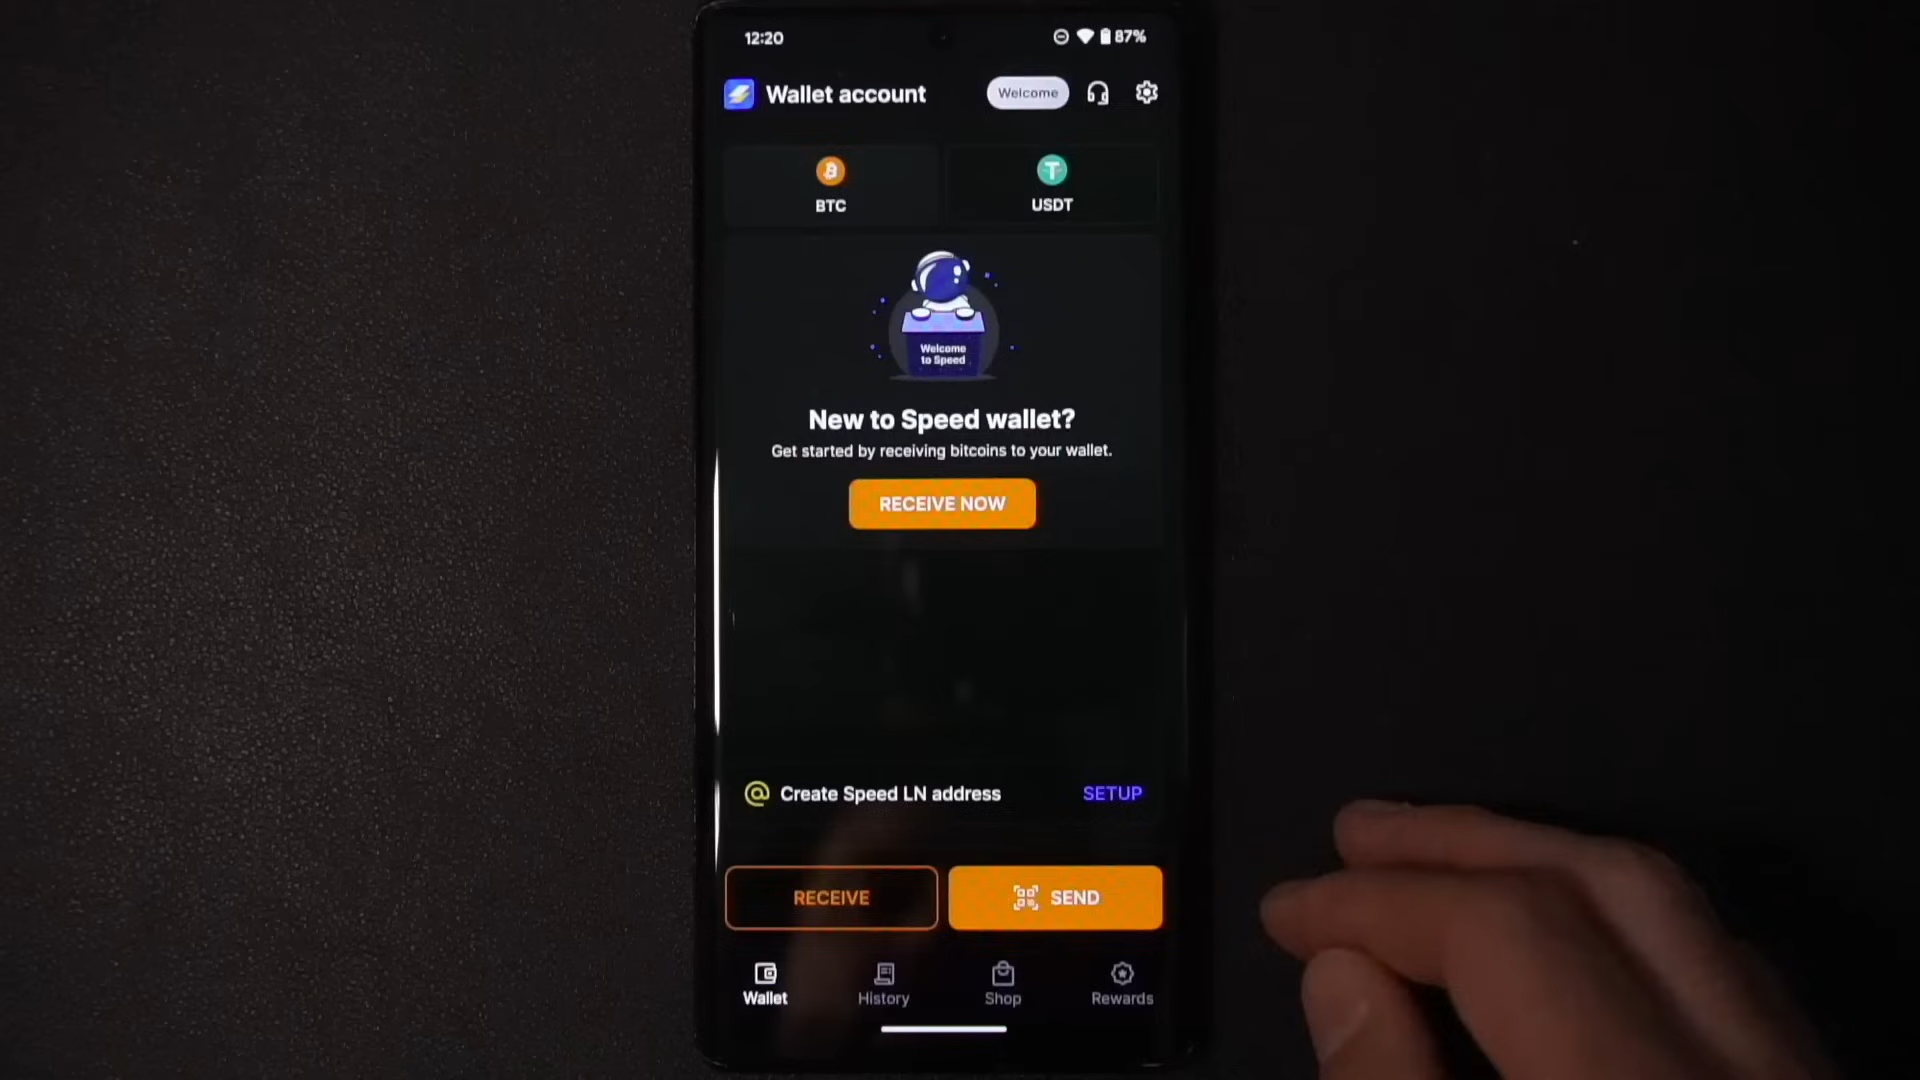 12:20
87%
Wallet account
Welcome
BTC
USDT
Welcome
to Speed
New to Speed wallet?
Get started by receiving bitcoins to your wallet.
RECEIVE NOW
Create Speed LN address
SETUP
RECEIVE
SEND
Wallet
History
Shop
Rewards